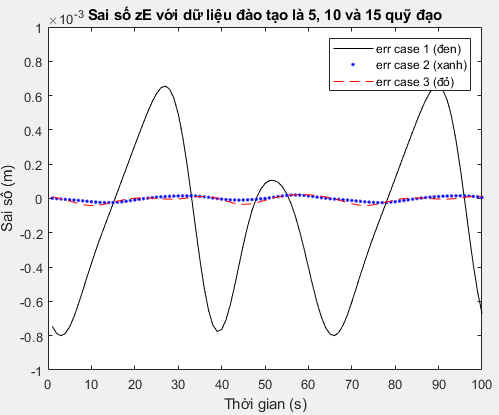 Sai số zE với dữ liệu đào tạo là 5, 10 và 15 quỹ đạo
×10⁻³
err case 1 (đen)
err case 2 (xanh)
err case 3 (đỏ)
1
0.8
0.6
0.4
0.2
0
-0.2
-0.4
-0.6
-0.8
-1
Sai số (m)
0 10 20 30 40 50 60 70 80 90 100
Thời gian (s)